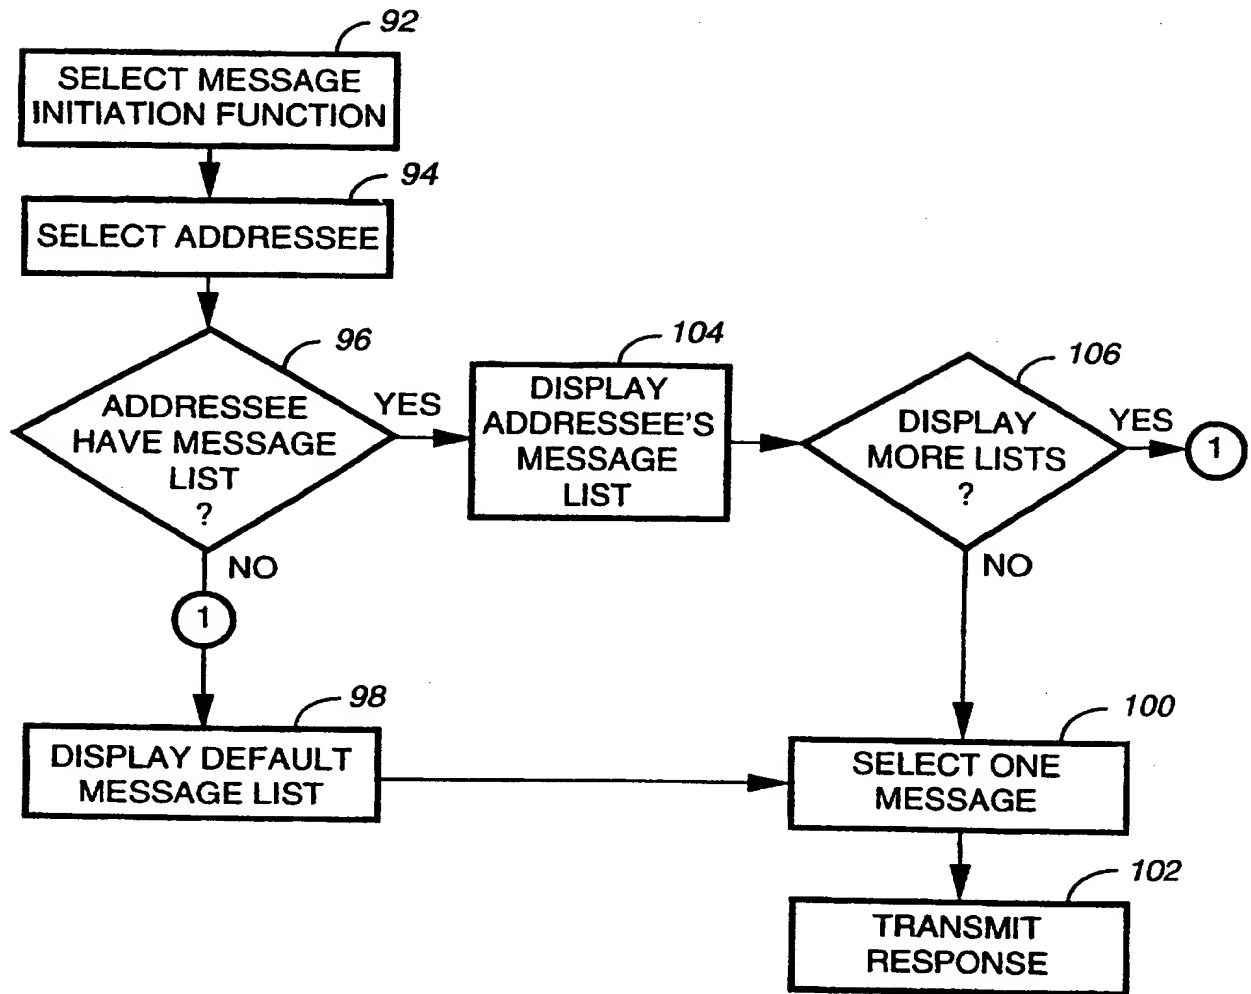 92
SELECT MESSAGE
INITIATION FUNCTION
94
SELECT ADDRESSEE
96
ADDRESSEE
HAVE MESSAGE
LIST
?
YES
NO
104
DISPLAY
ADDRESSEE'S
MESSAGE
LIST
106
DISPLAY
MORE LISTS
?
YES
1
NO
1
98
DISPLAY DEFAULT
MESSAGE LIST
100
SELECT ONE
MESSAGE
102
TRANSMIT
RESPONSE